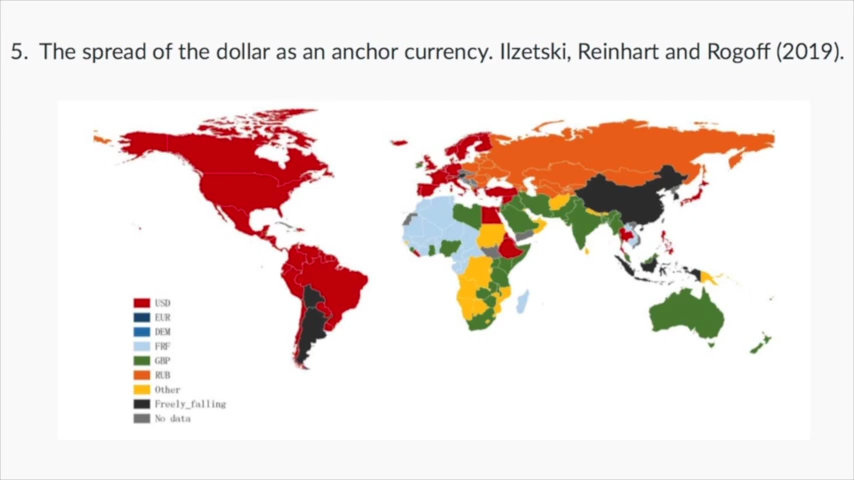 5. The spread of the dollar as an anchor currency. Ilzetski, Reinhart and Rogoff (2019).
USD
EUR
DEM
FRF
GBP
RUB
Other
Freely_falling
No data